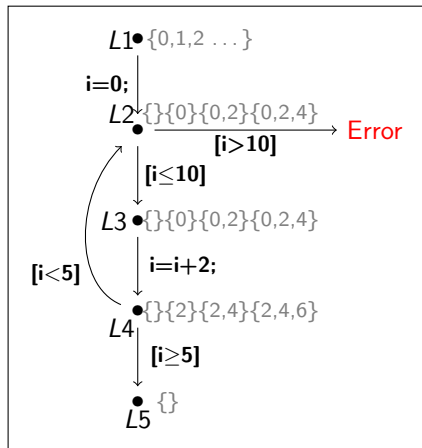 L1 {0,1,2 ... }
i=0;
L2 {}{0}{0,2}{0,2,4}
[i>10] Error
[i≤10]
L3 {}{0}{0,2}{0,2,4}
[i<5] i=i+2;
L4 {}{2}{2,4}{2,4,6}
[i≥5]
L5 {}